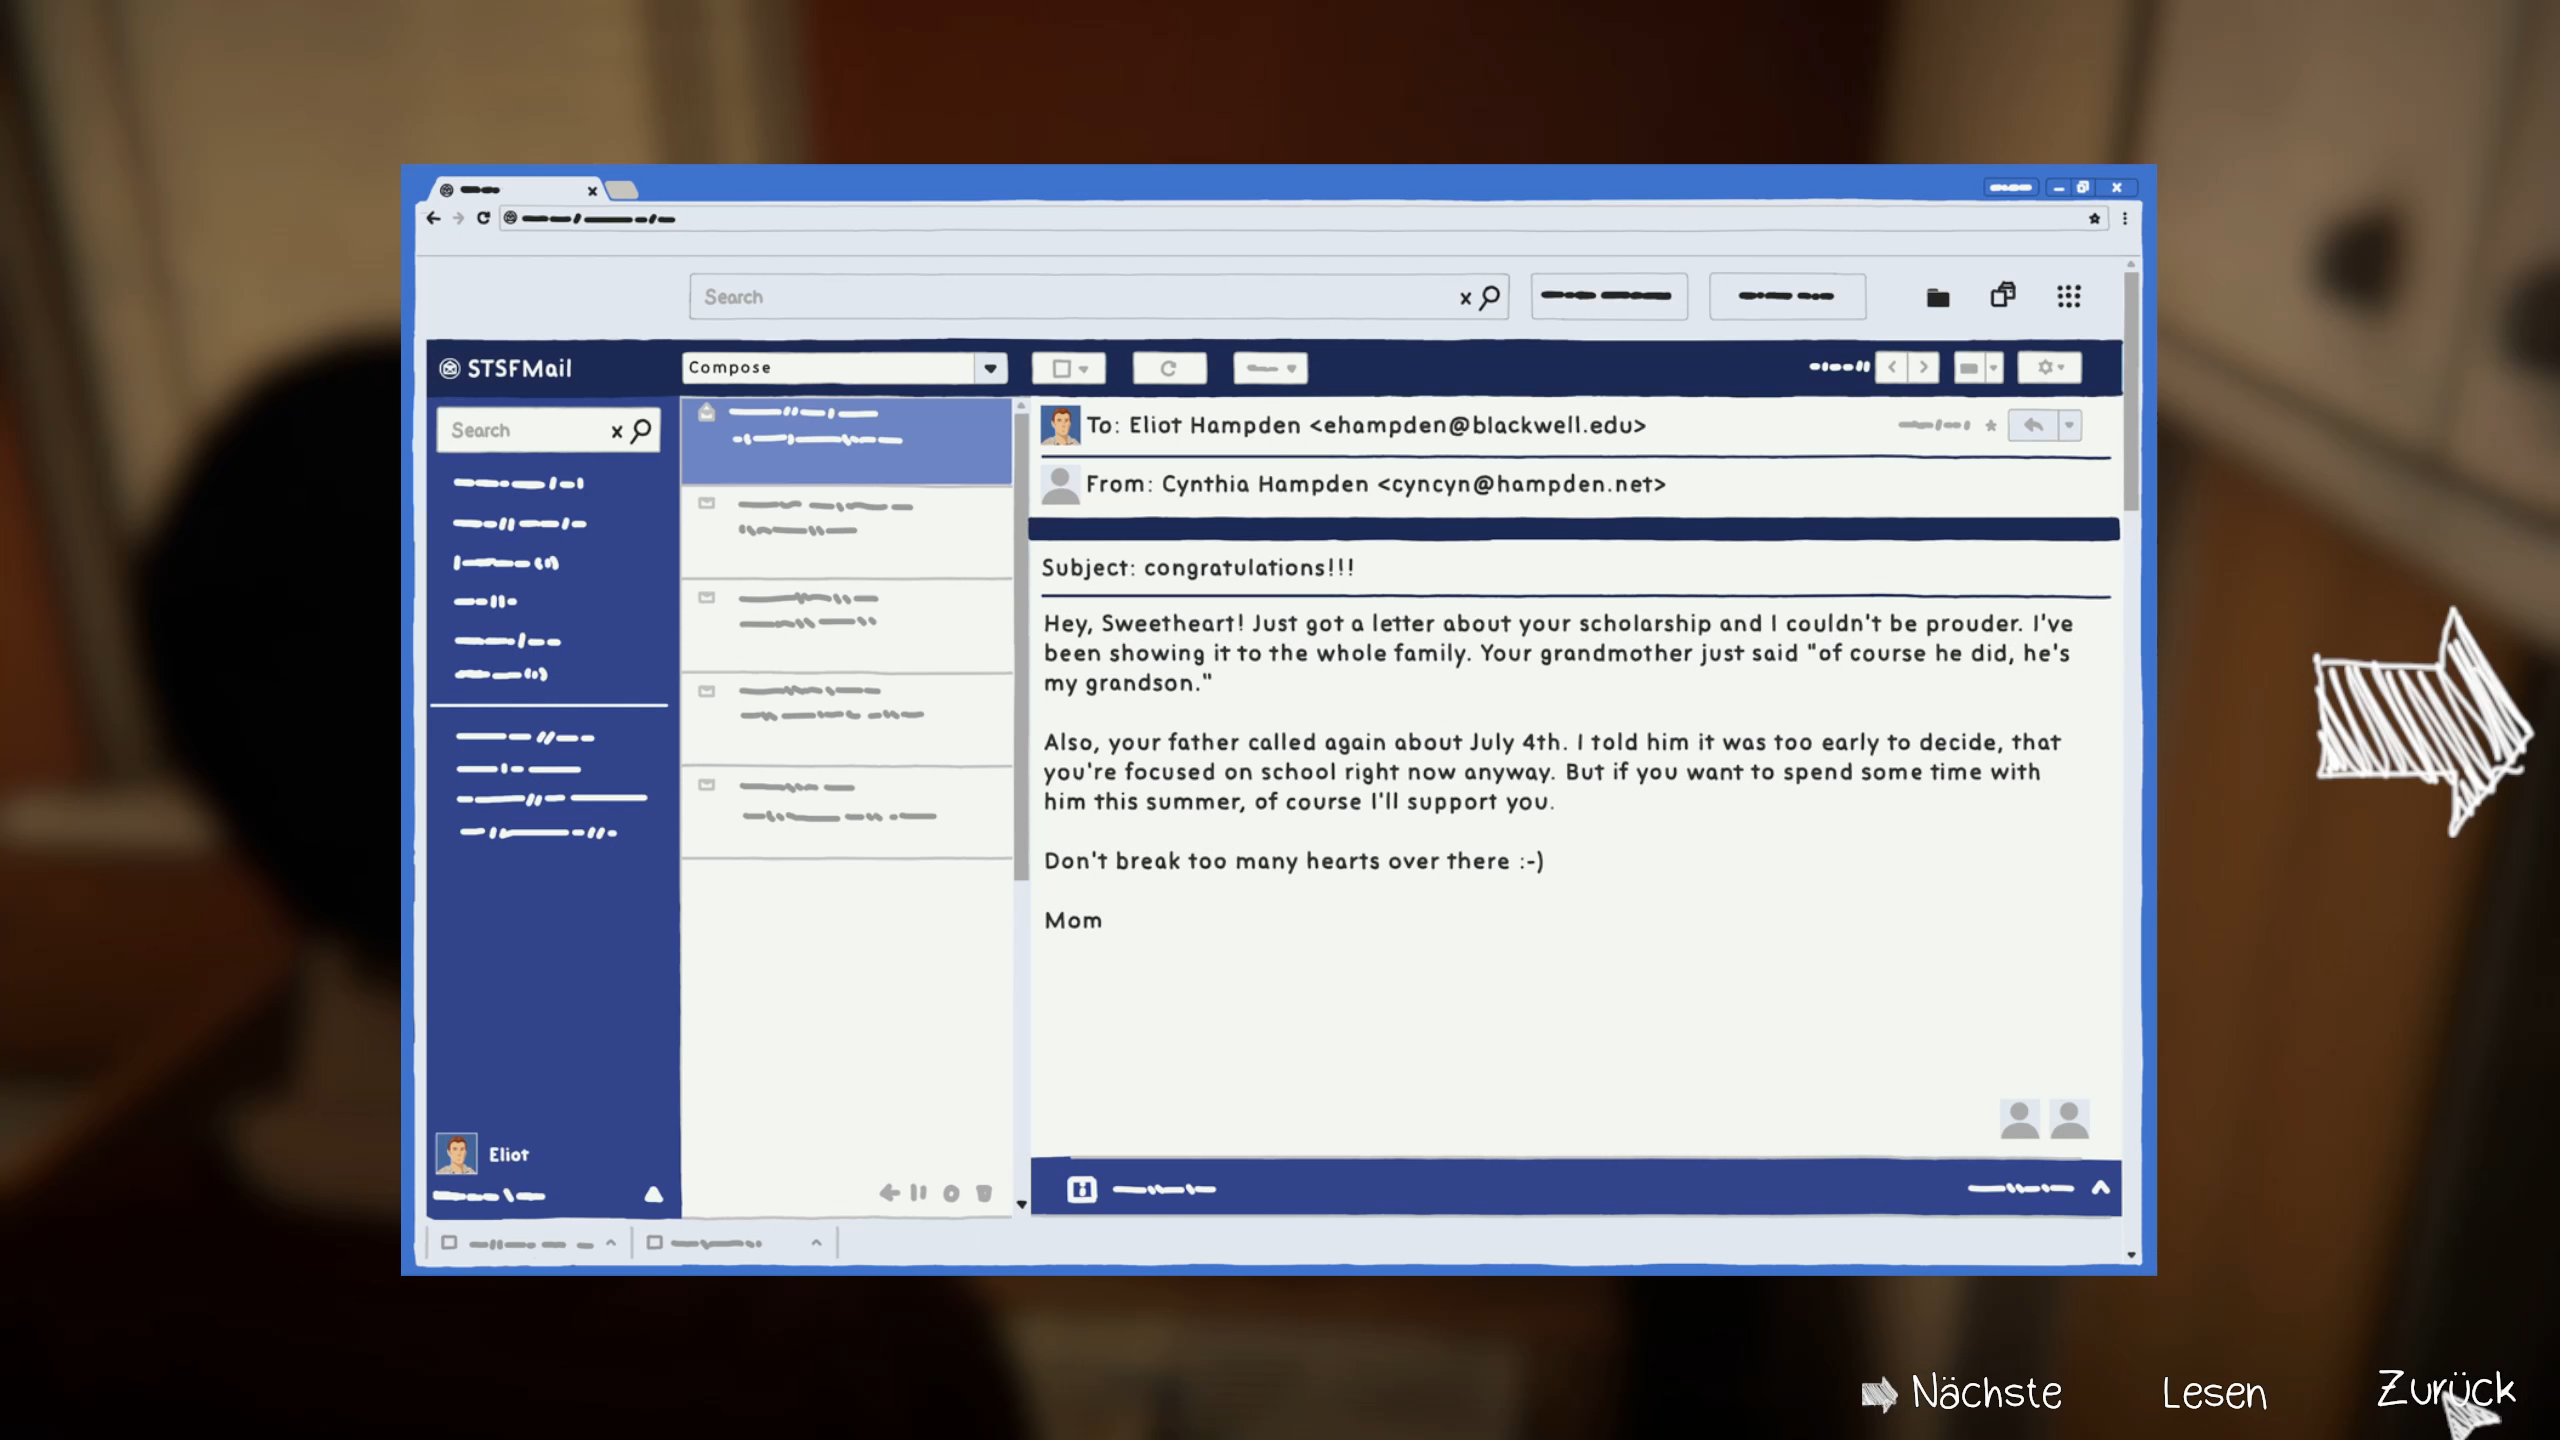 Search
STSFMail
Compose
Search
To: Eliot Hampden <ehampden@blackwell.edu>
From: Cynthia Hampden <cyncyn@hampden.net>
Subject: congratulations!!!
Hey, Sweetheart! Just got a letter about your scholarship and I couldn't be prouder. I've
been showing it to the whole family. Your grandmother just said "of course he did, he's
my grandson."
Also, your father called again about July 4th. I told him it was too early to decide, that
you're focused on school right now anyway. But if you want to spend some time with
him this summer, of course I'll support you.
Don't break too many hearts over there :-)
Mom
Eliot
Nächste
Lesen
Zurück